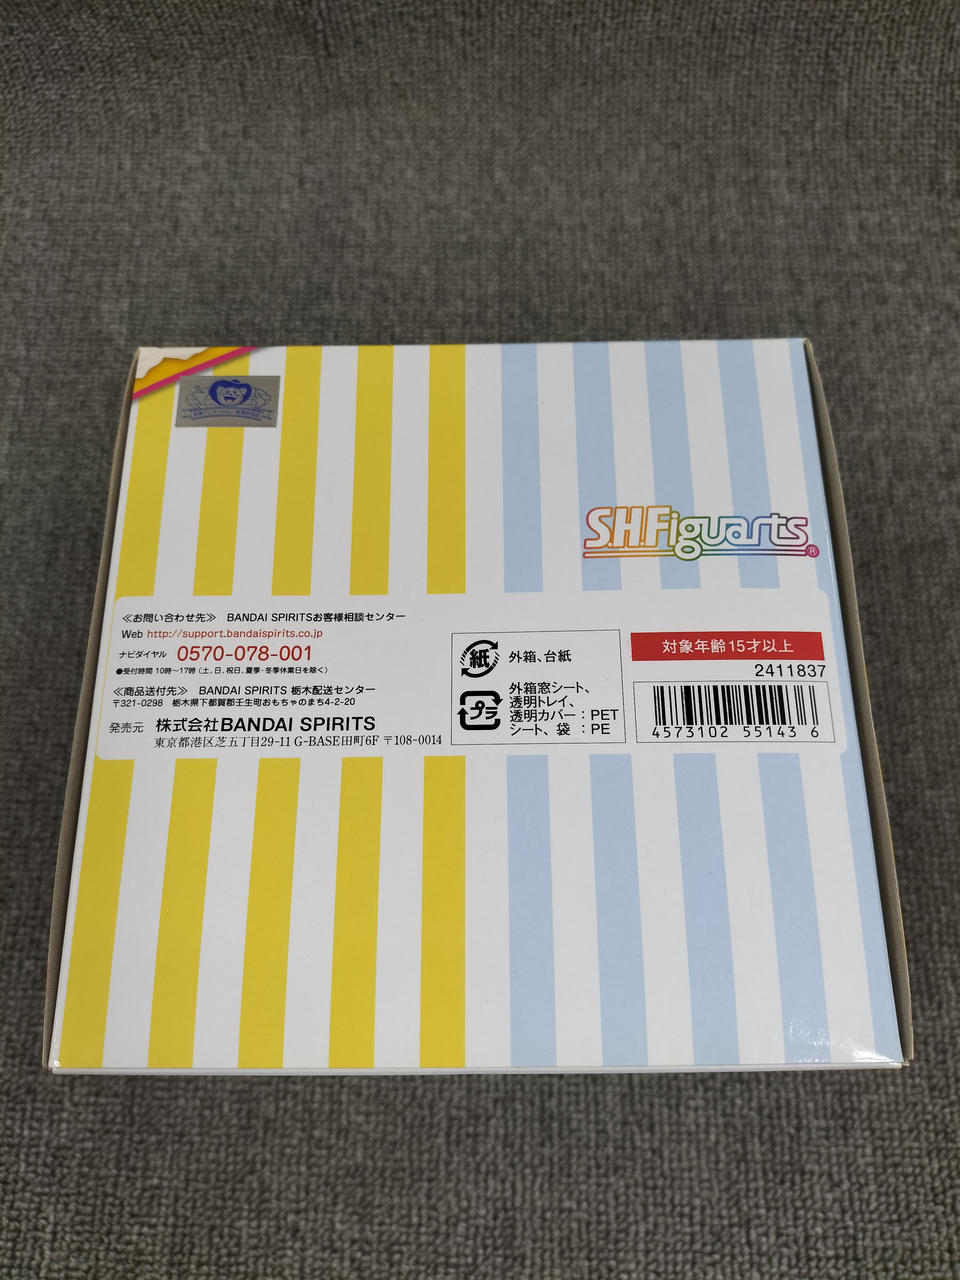 S.H.Figuarts®
≪お問い合わせ先≫ BANDAI SPIRITSお客様相談センター
Web http://support.bandaispirits.co.jp
ナビダイヤル 0570-078-001
●受付時間 10時～17時(土、日、祝日、夏季・冬季休業日を除く)
≪商品送付先≫ BANDAI SPIRITS 栃木配送センター
〒321-0298 栃木県下都賀郡壬生町おもちゃのまち4-2-20
発売元 株式会社BANDAI SPIRITS
東京都港区芝五丁目29-11 G-BASE田町6F 〒108-0014
紙 外箱、台紙
プラ 外箱窓シート、
透明トレイ、
透明カバー：PET
シート、袋：PE
対象年齢15才以上
2411837
4573102 55143 6